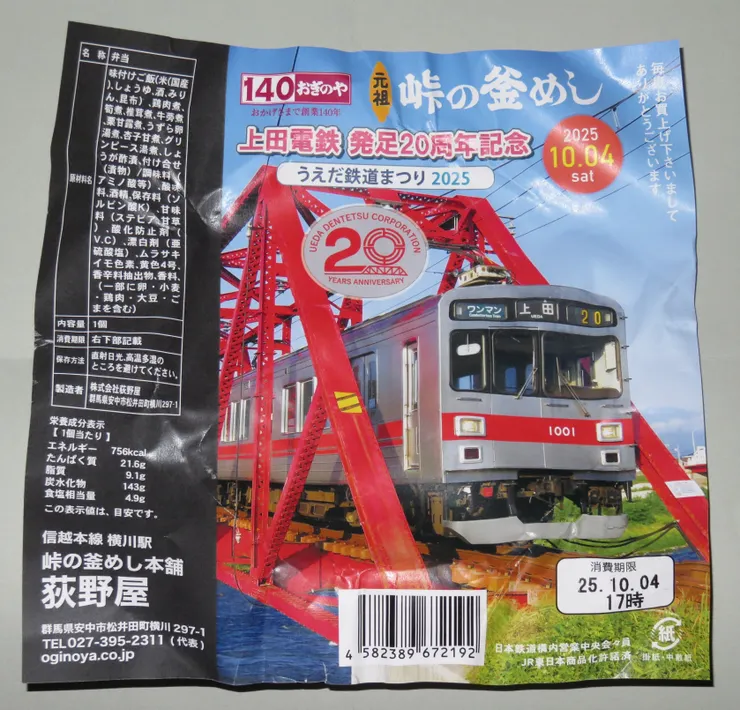 名称 弁当
原材料名
味付けご飯(米(国産
)、しょうゆ、酒、みり
ん、昆布)、鶏肉煮、
筍煮、椎茸煮、牛蒡煮、
栗甘露煮、うずら卵
湯煮、杏子甘煮、グリ
ンピース湯煮、しょ
うが酢漬、付け合せ
(漬物)/調味料(
アミノ酸等)、酸味
料、酒精、保存料(ソ
ルビン酸K)、甘味
料(ステビア、甘草
)、酸化防止剤(
V.C)、漂白剤(亜
硫酸塩)、ムラサキ
イモ色素、黄色4号、
香辛料抽出物、香料、
(一部に卵・小麦・
・鶏肉・大豆・ご
まを含む)
内容量 1個
消費期限 右下部記載
保存方法 直射日光、高温多湿の
ところを避けてください。
製造者 株式会社荻野屋
群馬県安中市松井田町横川297-1
栄養成分表示
【1個当たり】
エネルギー 756kcal
たんぱく質 21.6g
脂質 9.1g
炭水化物 143g
食塩相当量 4.9g
この表示値は、目安です。
信越本線 横川駅
峠の釜めし本舗
荻野屋
群馬県安中市松井田町横川297-1
TEL027-395-2311(代表)
oginoya.co.jp
140 おぎのや
おかげさまで創業140年
元祖
峠の釜めし
毎度お買上げ下さいまして
ありがとうございます
上田電鉄 発足20周年記念
うえだ鉄道まつり2025
2025
10.04
sat
UEDA DENTETSU CORPORATION
20
YEARS ANNIVERSARY
ワンマン
上田
UEDA
20
1001
消費期限
25.10.04
17時
4 582389 672192
日本鉄道構内営業中央会々員
JR東日本商品化許諾済
紙
掛紙・中敷紙